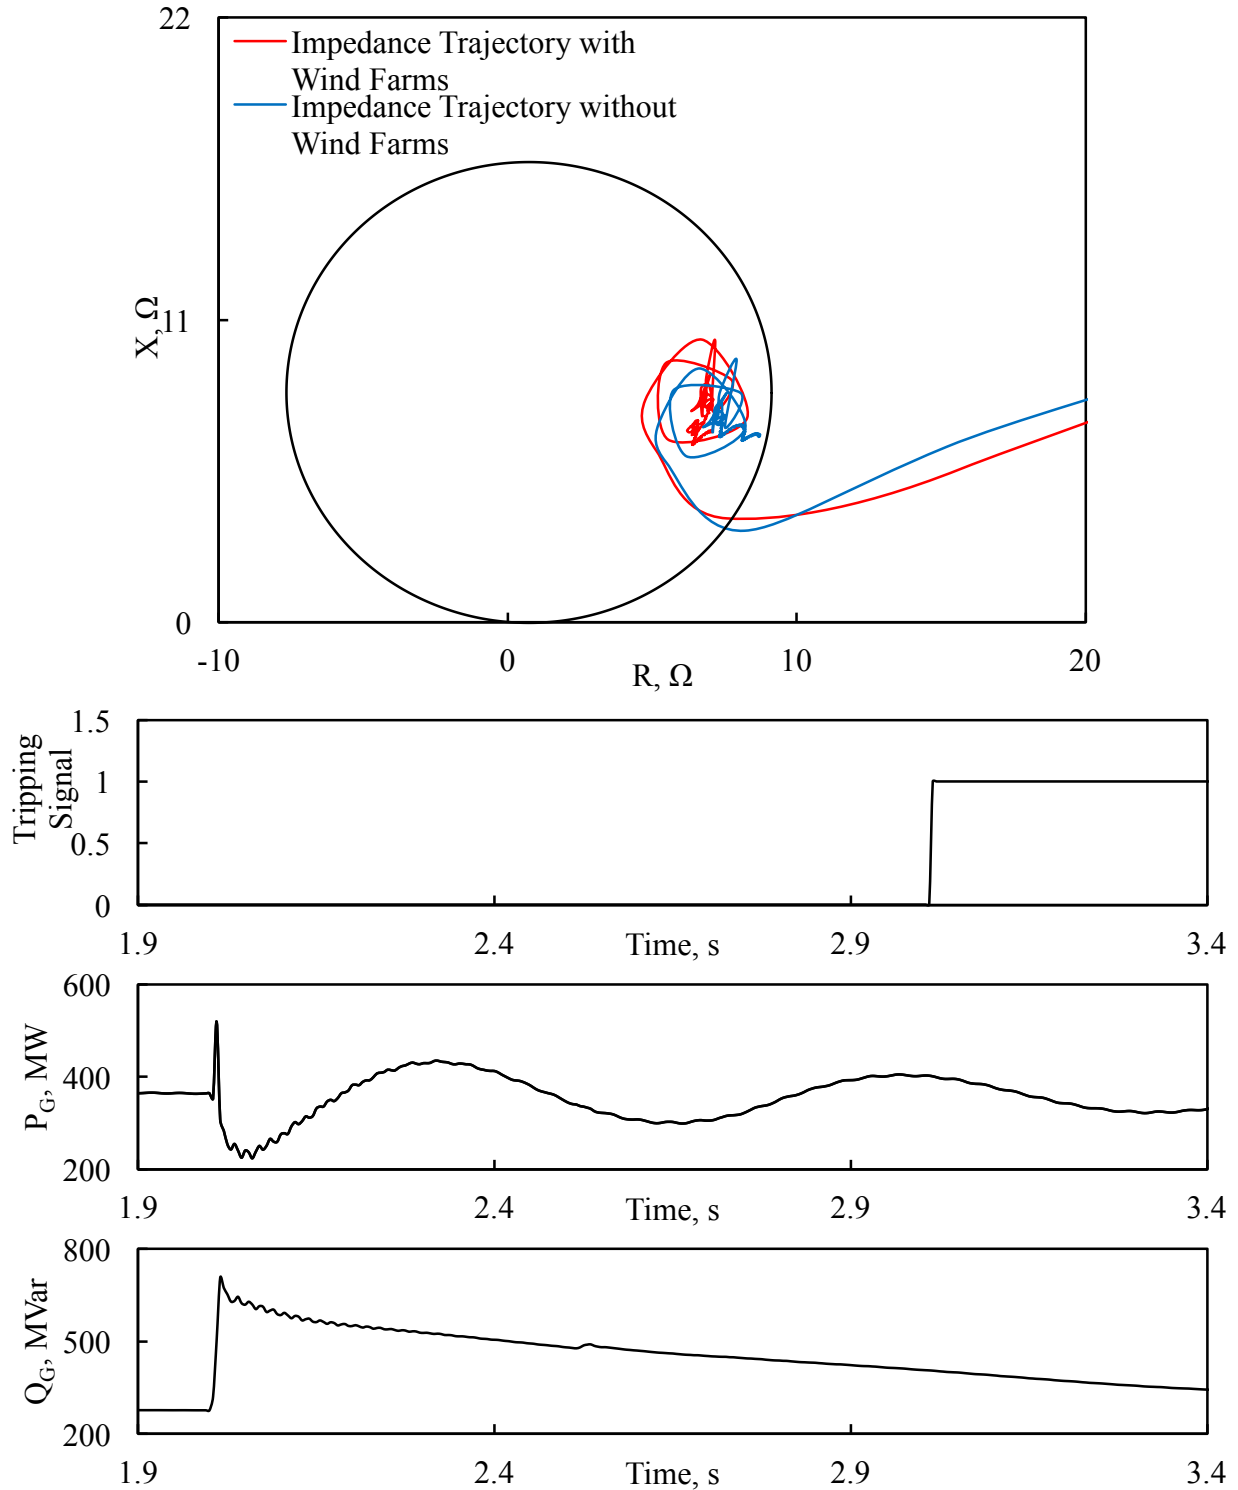 22
Impedance Trajectory with
Wind Farms
Impedance Trajectory without
Wind Farms
X, Ω
11
0
-10
0
10
20
R, Ω
Tripping
Signal
1.5
1
0.5
0
1.9
2.4
Time, s
2.9
3.4
P_G, MW
600
400
200
1.9
2.4
Time, s
2.9
3.4
Q_G, MVar
800
500
200
1.9
2.4
Time, s
2.9
3.4